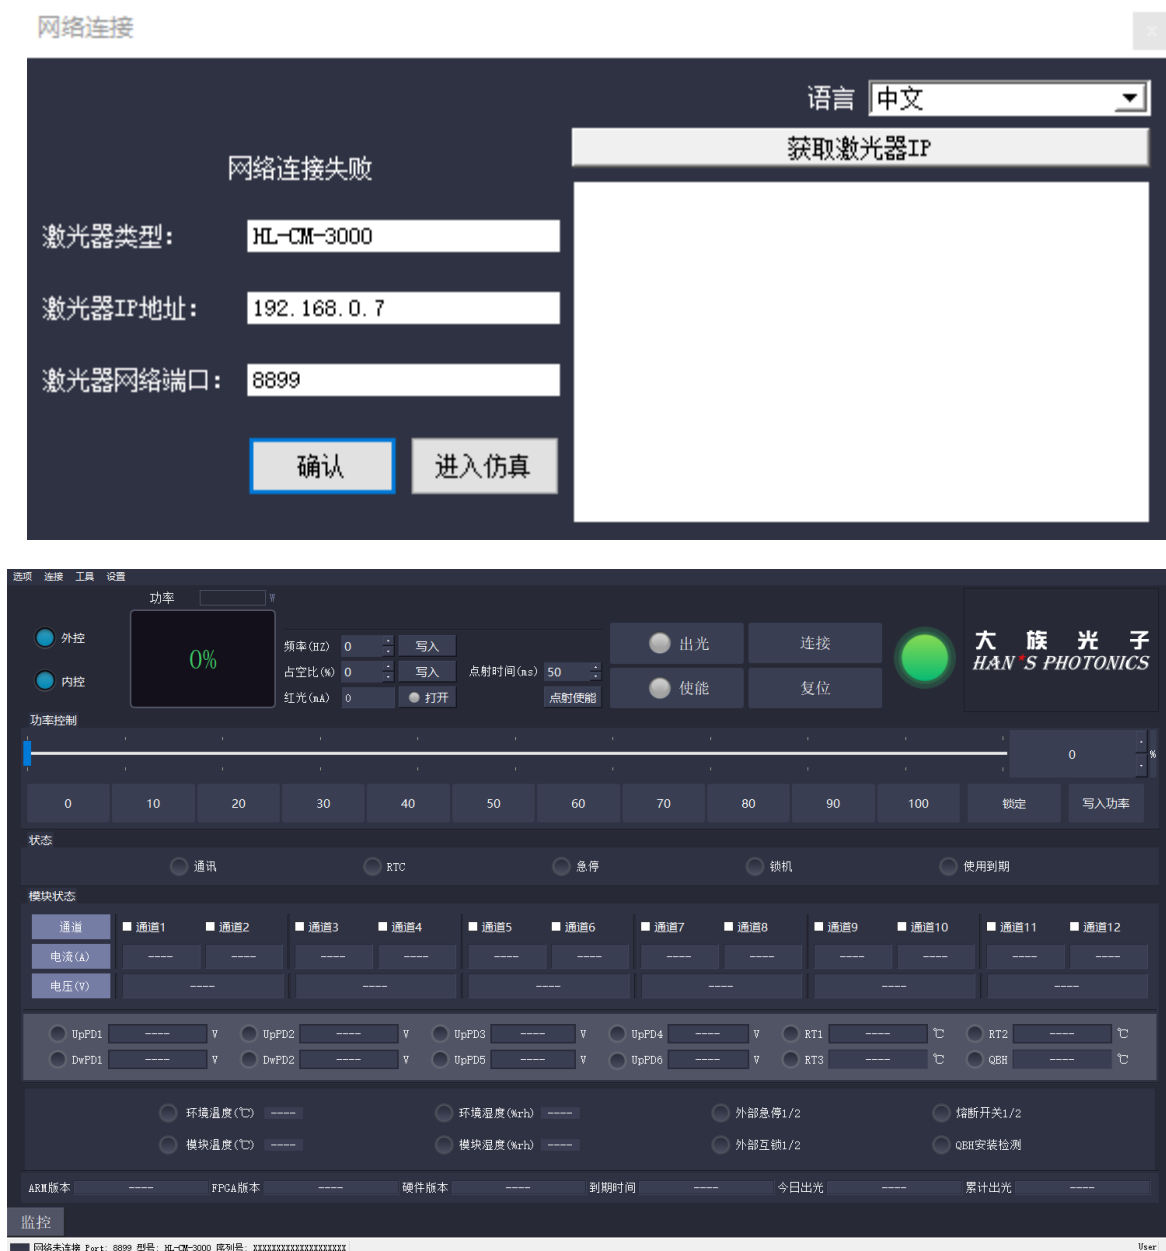 网络连接
x
语言 中文
获取激光器IP
网络连接失败
激光器类型: HL-CM-3000
激光器IP地址: 192.168.0.7
激光器网络端口: 8899
确认 进入仿真
选项 连接 工具 设置
功率 W
外控
内控
0%
频率(HZ) 0 写入
占空比(%) 0 写入
红光(mA) 0 打开
点射时间(ms) 50
点射使能
出光 连接
使能 复位
大族光子
HAN'S PHOTONICS
功率控制
0 %
0 10 20 30 40 50 60 70 80 90 100 锁定 写入功率
状态
通讯 RTC 急停 锁机 使用到期
模块状态
通道 通道1 通道2 通道3 通道4 通道5 通道6 通道7 通道8 通道9 通道10 通道11 通道12
电流(A) ---- ---- ---- ---- ---- ---- ---- ---- ---- ---- ---- ----
电压(V) ---- ---- ---- ---- ---- ----
UpPD1 ---- V UpPD2 ---- V UpPD3 ---- V UpPD4 ---- V RT1 ---- ℃ RT2 ---- ℃
DwPD1 ---- V DwPD2 ---- V UpPD5 ---- V UpPD6 ---- V RT3 ---- ℃ QBH ---- ℃
环境温度(℃) ---- 环境湿度(%rh) ---- 外部急停1/2 熔断开关1/2
模块温度(℃) ---- 模块湿度(%rh) ---- 外部互锁1/2 QBH安装检测
ARM版本 ---- FPGA版本 ---- 硬件版本 ---- 到期时间 ---- 今日出光 ---- 累计出光 ----
监控
网络未连接 Port: 8899 型号: HL-CM-3000 序列号: XXXXXXXXXXXXXXXXXXXX User